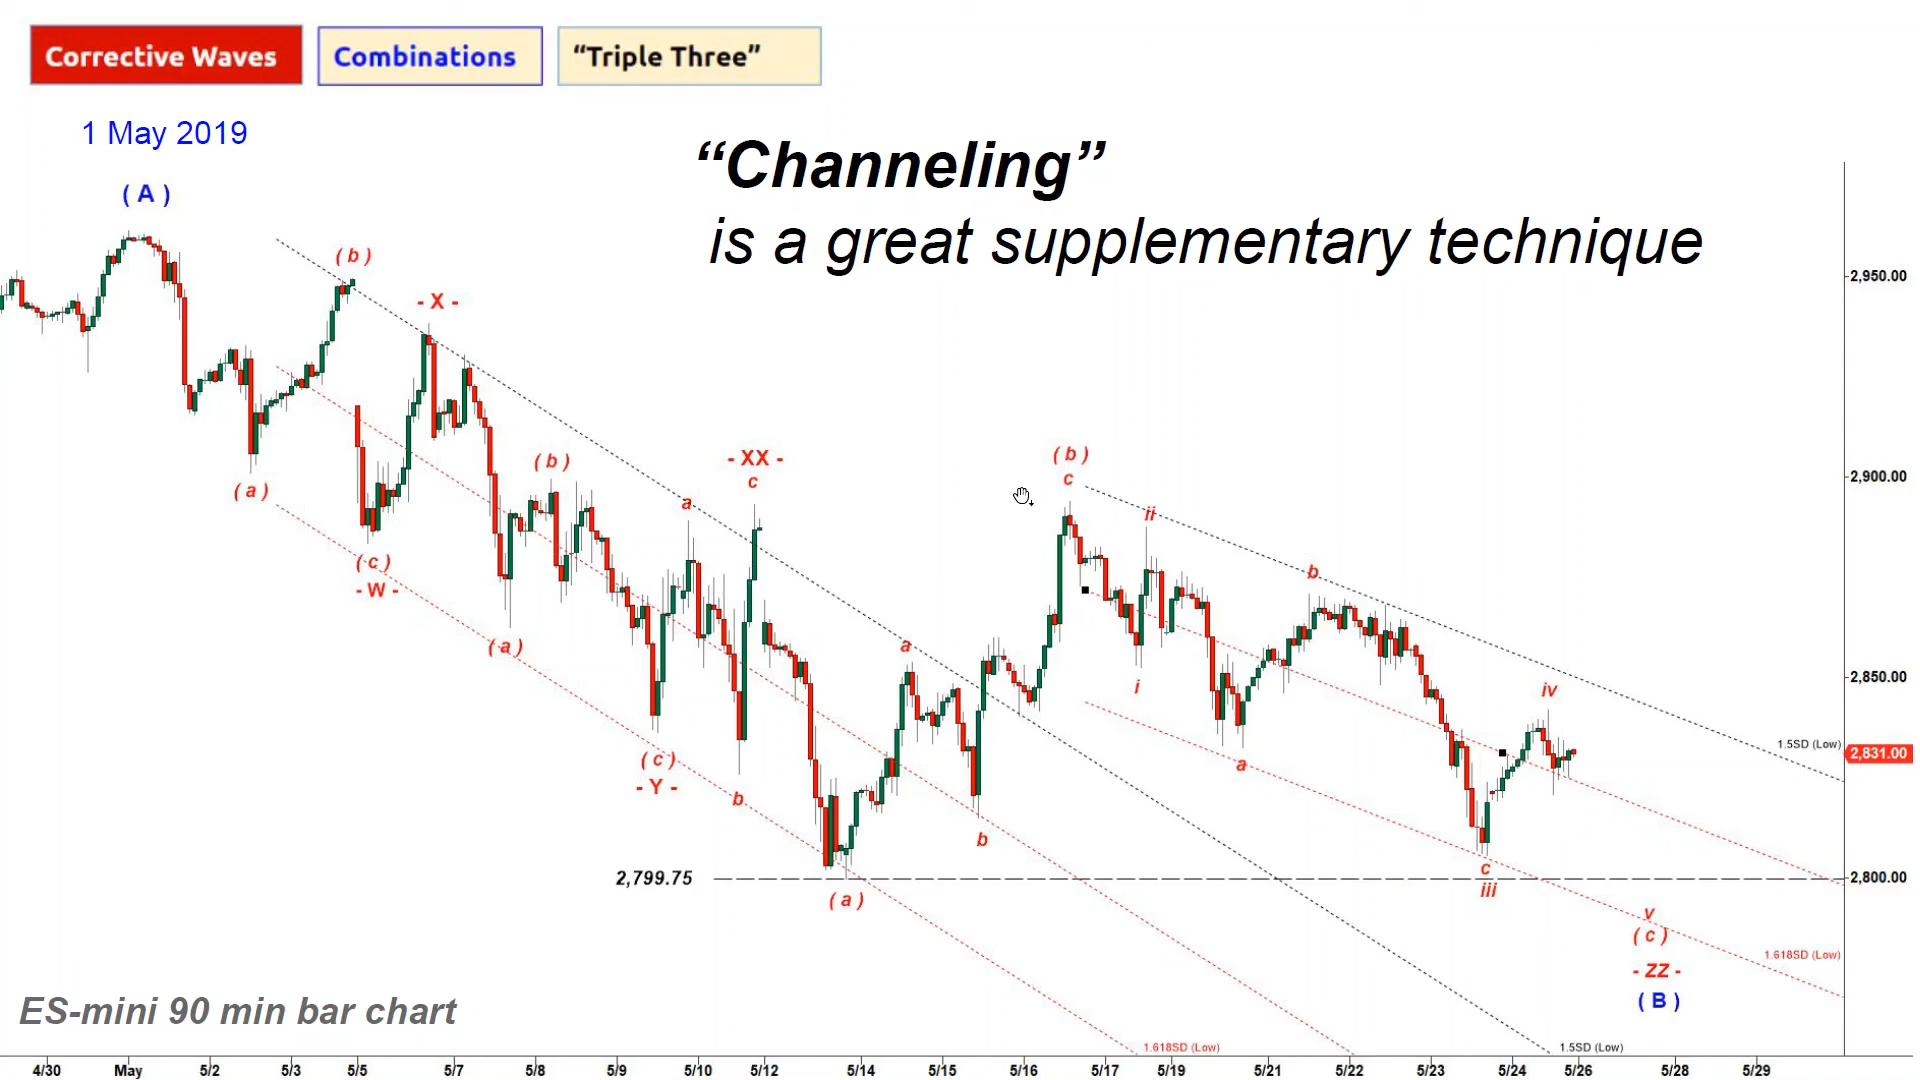 Corrective Waves
Combinations
“Triple Three”
1 May 2019
“Channeling”
is a great supplementary technique
( A )
( b )
- X -
2,950.00
( b )
- XX -
c
( b )
c
2,900.00
( a )
a
ii
( c )
- W -
b
( a )
a
i
iv
2,850.00
1.5SD (Low)
2,831.00
( c )
- Y -
b
a
b
2,799.75
2,800.00
c
iii
( a )
v
( c )
1.618SD (Low)
- ZZ -
( B )
ES-mini 90 min bar chart
1.618SD (Low)
1.5SD (Low)
4/30 May 5/2 5/3 5/5 5/7 5/8 5/9 5/10 5/12 5/14 5/15 5/16 5/17 5/19 5/21 5/22 5/23 5/24 5/26 5/28 5/29